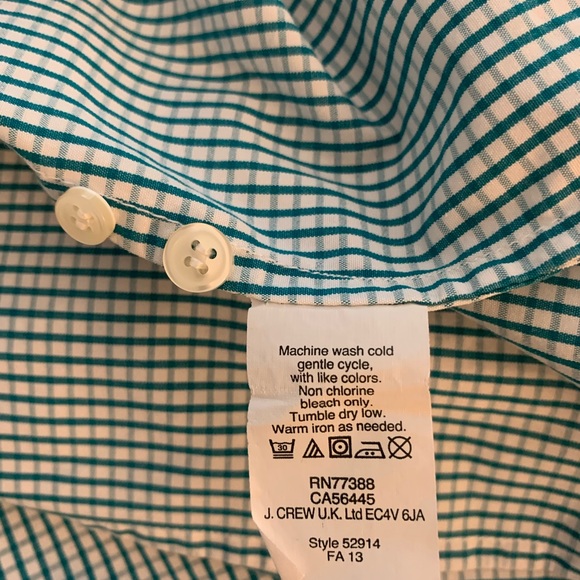 Machine wash cold
gentle cycle,
with like colors.
Non chlorine
bleach only.
Tumble dry low.
Warm iron as needed.
30
RN77388
CA56445
J. CREW U.K. Ltd EC4V 6JA
Style 52914
FA 13